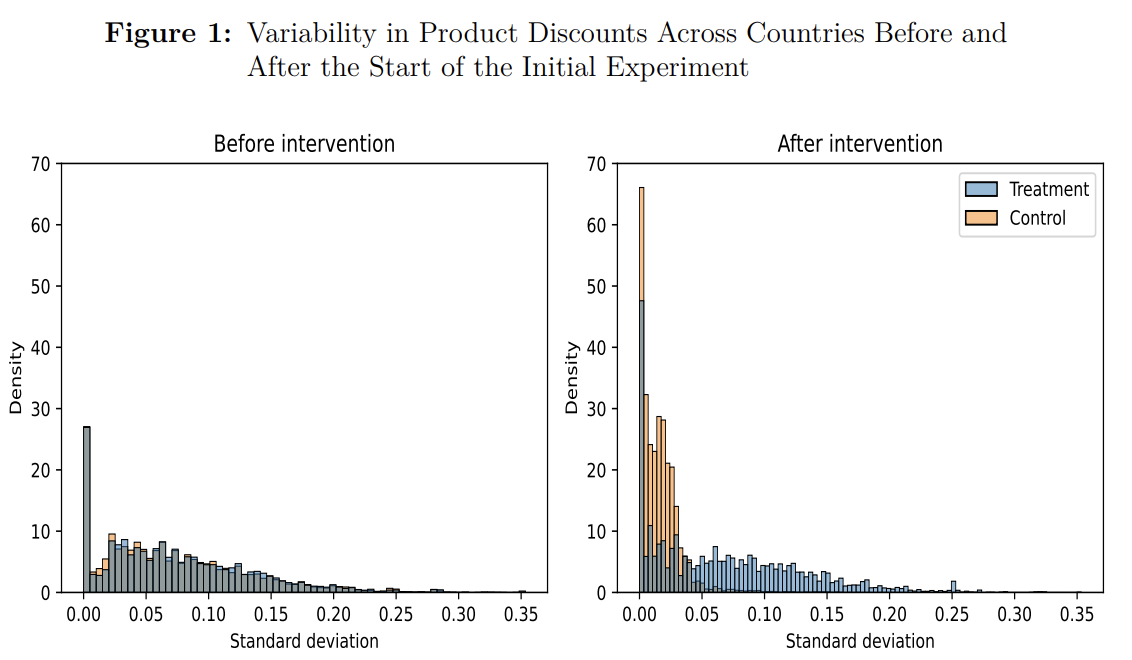 Figure 1: Variability in Product Discounts Across Countries Before and
After the Start of the Initial Experiment
Before intervention
70
60
50
40
30
20
10
0
Density
0.00 0.05 0.10 0.15 0.20 0.25 0.30 0.35
Standard deviation
After intervention
70
60
50
40
30
20
10
0
Density
Treatment
Control
0.00 0.05 0.10 0.15 0.20 0.25 0.30 0.35
Standard deviation